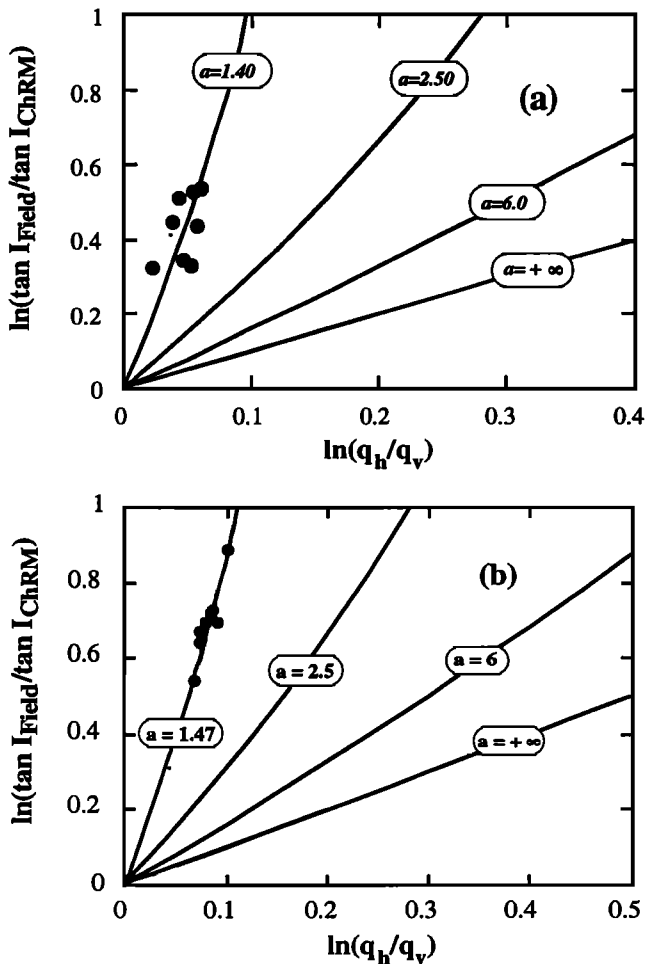 1
a=1.40
a=2.50
(a)
0.8
0.6
a=6.0
0.4
a= + ∞
0.2
0
0
0.1
0.2
0.3
0.4
ln(tan I_Field/tan I_ChRM)
ln(q_h/q_v)
1
(b)
0.8
0.6
a = 2.5
a = 6
0.4
a = 1.47
a = + ∞
0.2
0
0
0.1
0.2
0.3
0.4
0.5
ln(tan I_Field/tan I_ChRM)
ln(q_h/q_v)